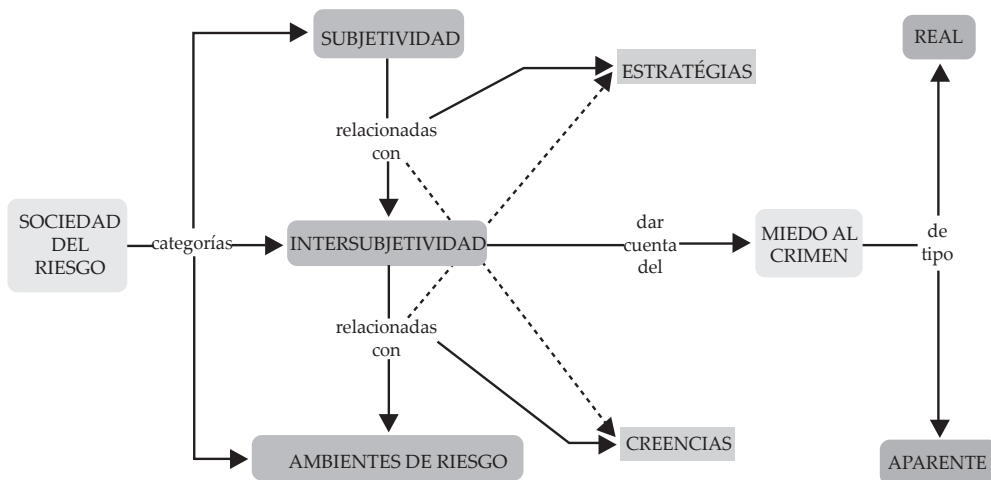 SUBJETIVIDAD
REAL
ESTRATÉGIAS
relacionadas
con
SOCIEDAD
DEL
RIESGO
categorías
INTERSUBJETIVIDAD
dar
cuenta
del
MIEDO AL
CRIMEN
de
tipo
relacionadas
con
CREENCIAS
AMBIENTES DE RIESGO
APARENTE